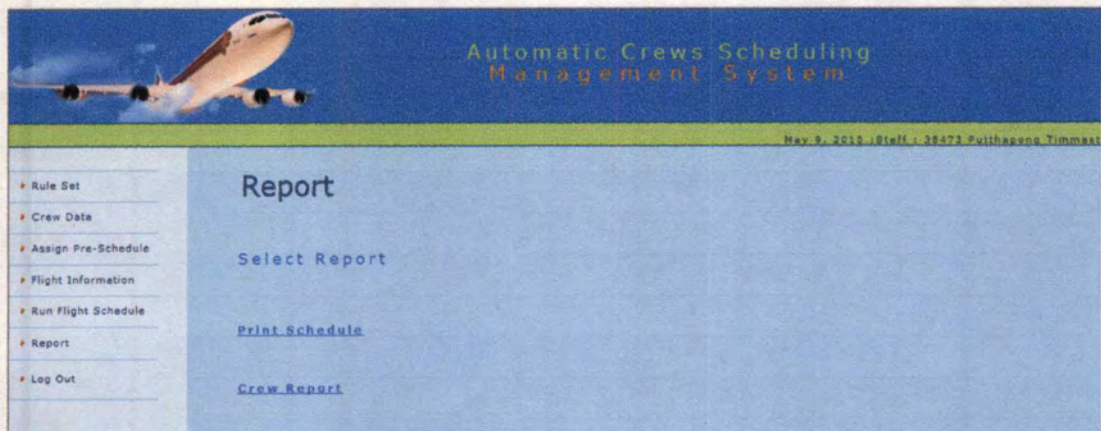 Automatic Crews Scheduling
Management System
May 9, 2010 :Staff : 38473 Putthapong Timmast
Rule Set
Crew Data
Assign Pre-Schedule
Flight Information
Run Flight Schedule
Report
Log Out
Report
Select Report
Print Schedule
Crew Report